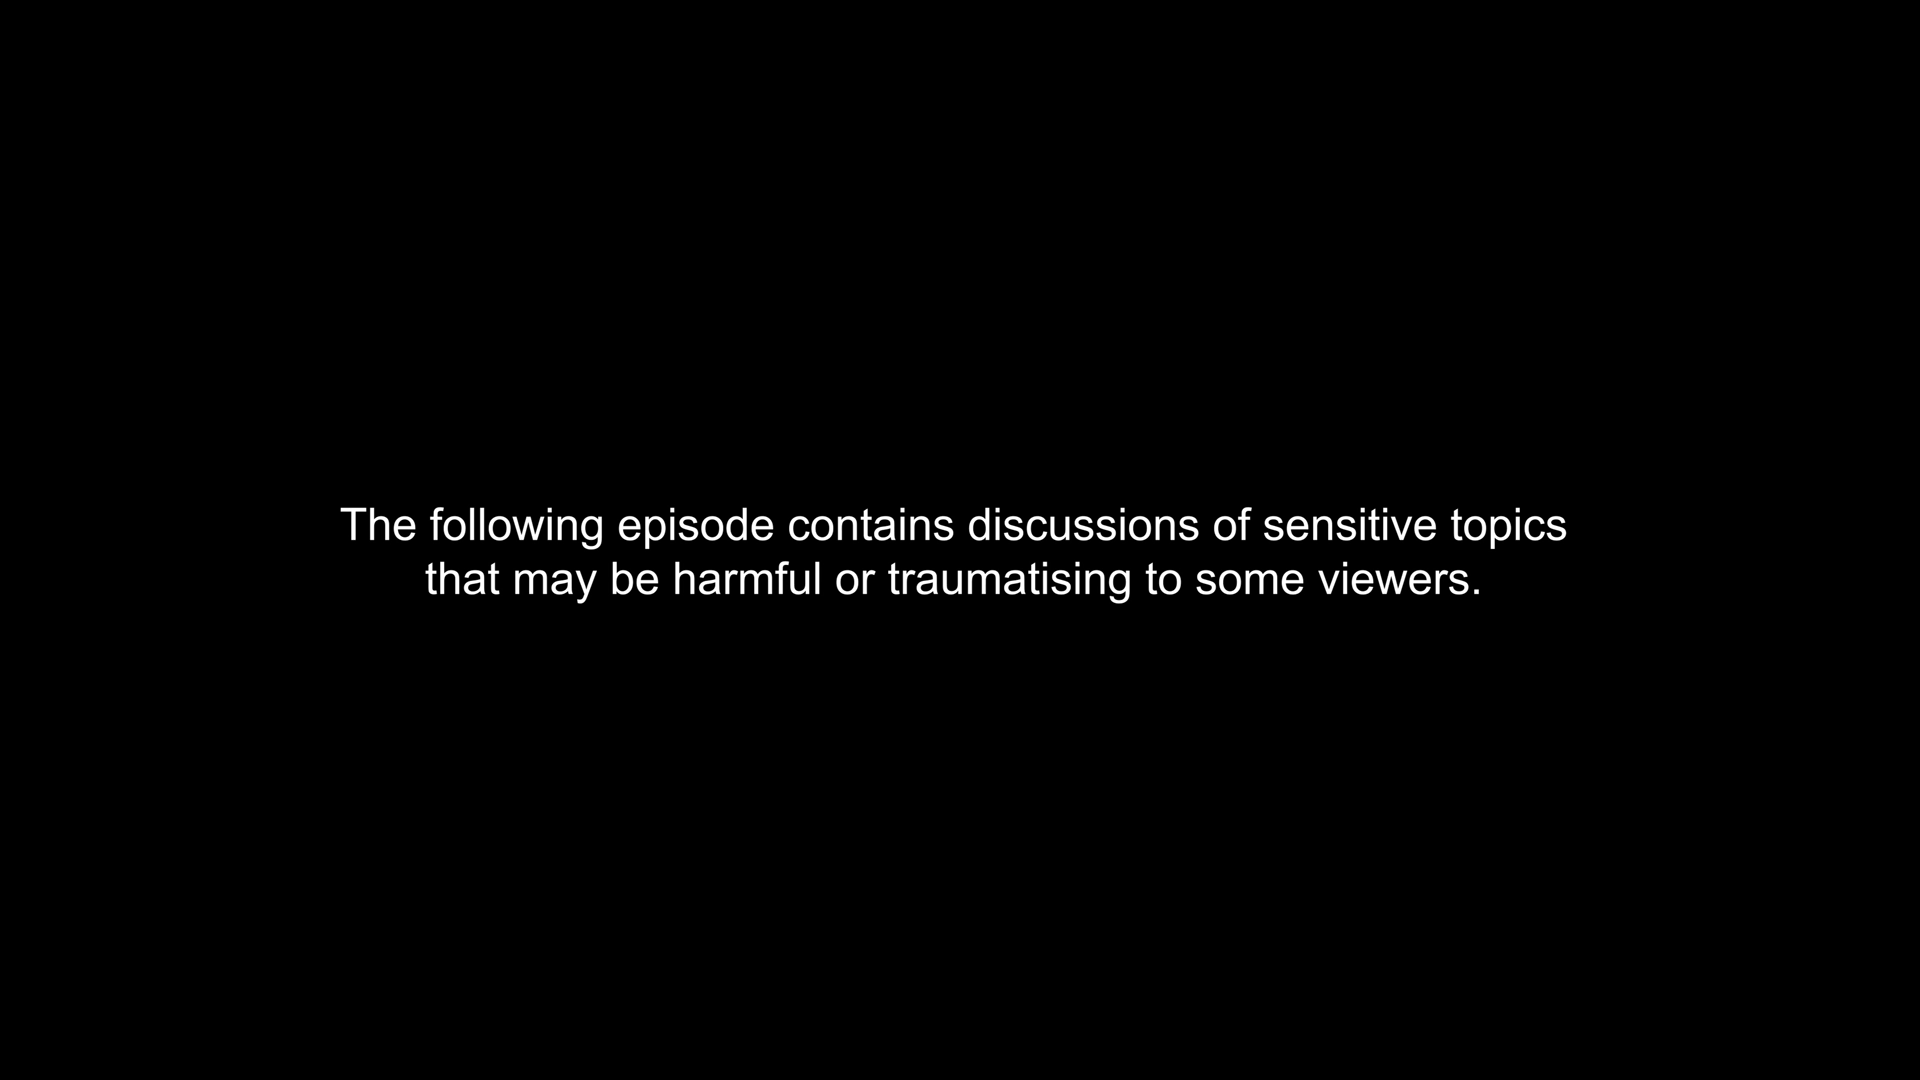 The following episode contains discussions of sensitive topics
that may be harmful or traumatising to some viewers.